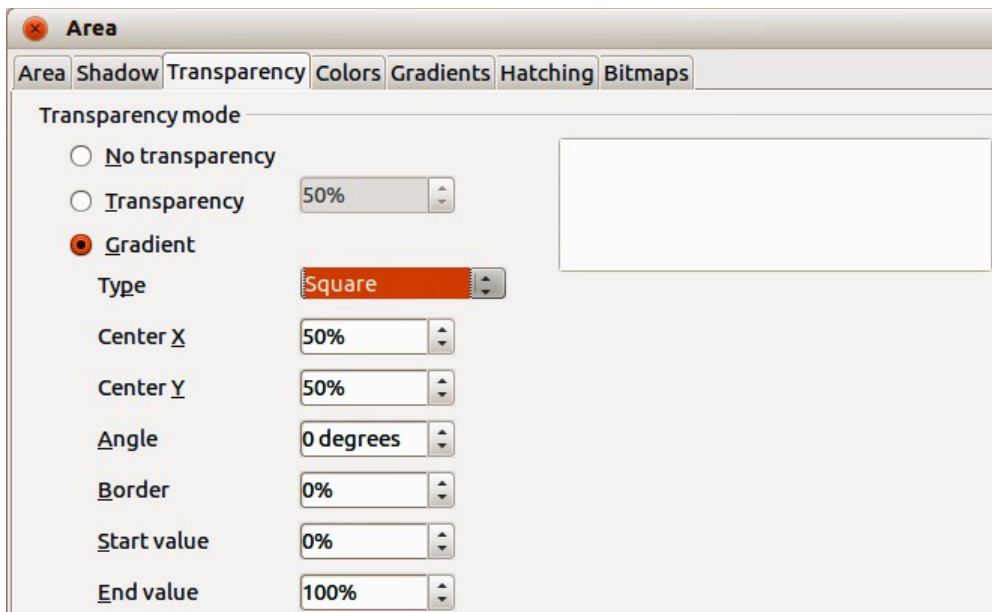 Area
Area Shadow Transparency Colors Gradients Hatching Bitmaps
Transparency mode
No transparency
Transparency 50%
Gradient
Type Square
Center X 50%
Center Y 50%
Angle 0 degrees
Border 0%
Start value 0%
End value 100%